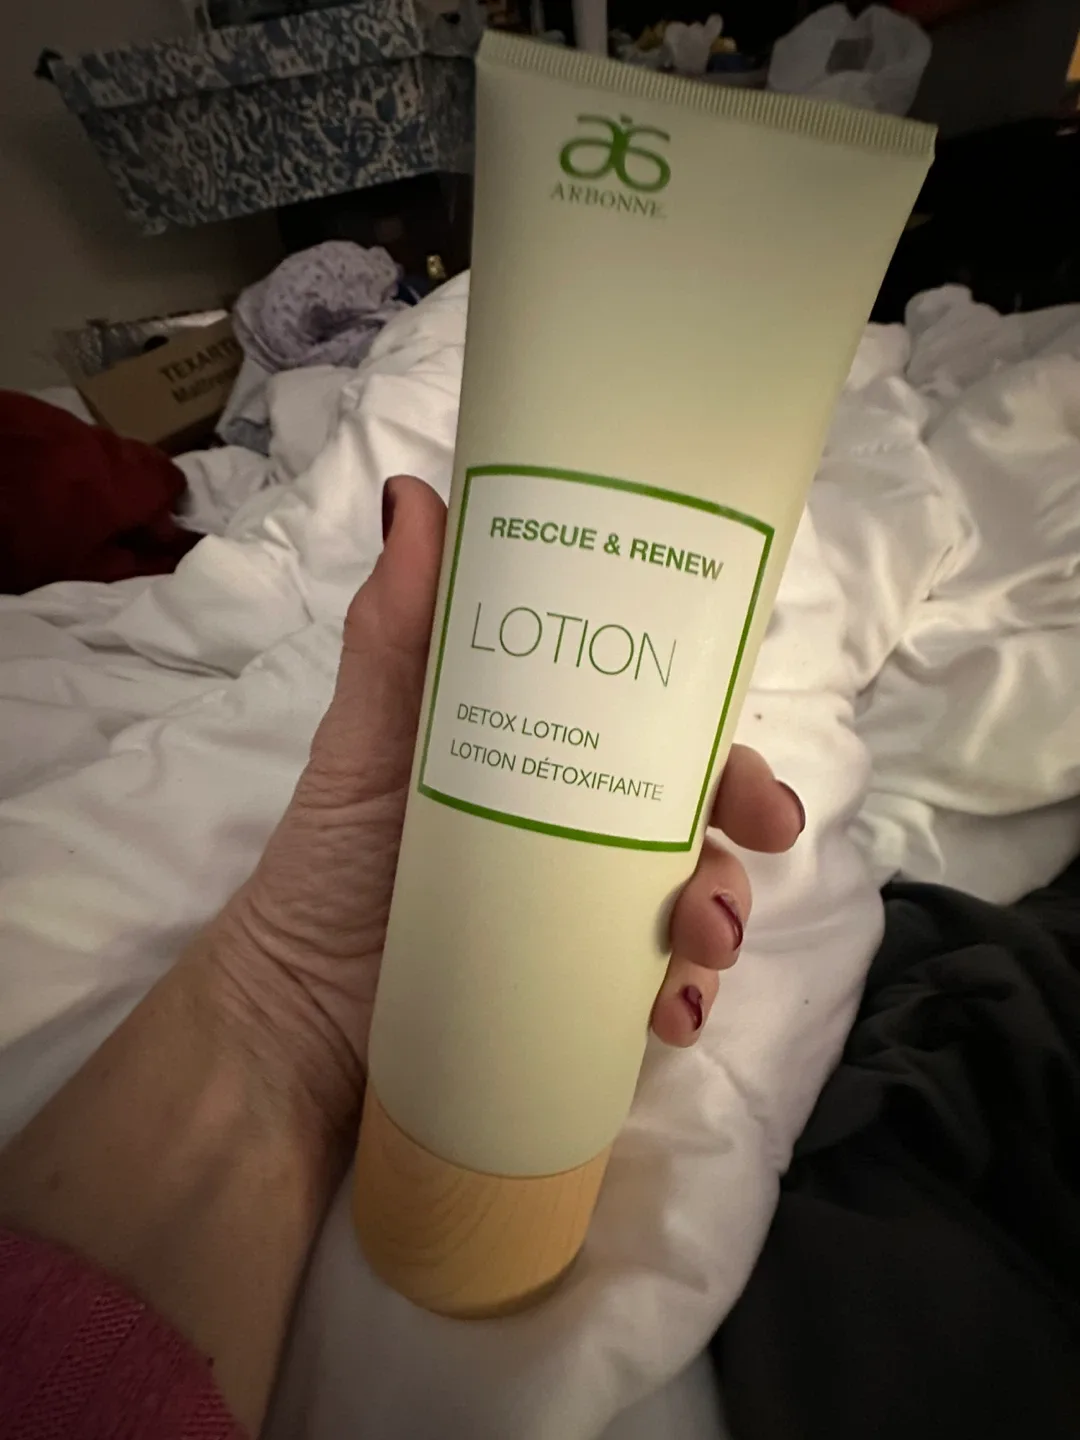 ARBONNE
RESCUE & RENEW
LOTION
DETOX LOTION
LOTION DÉTOXIFIANTE